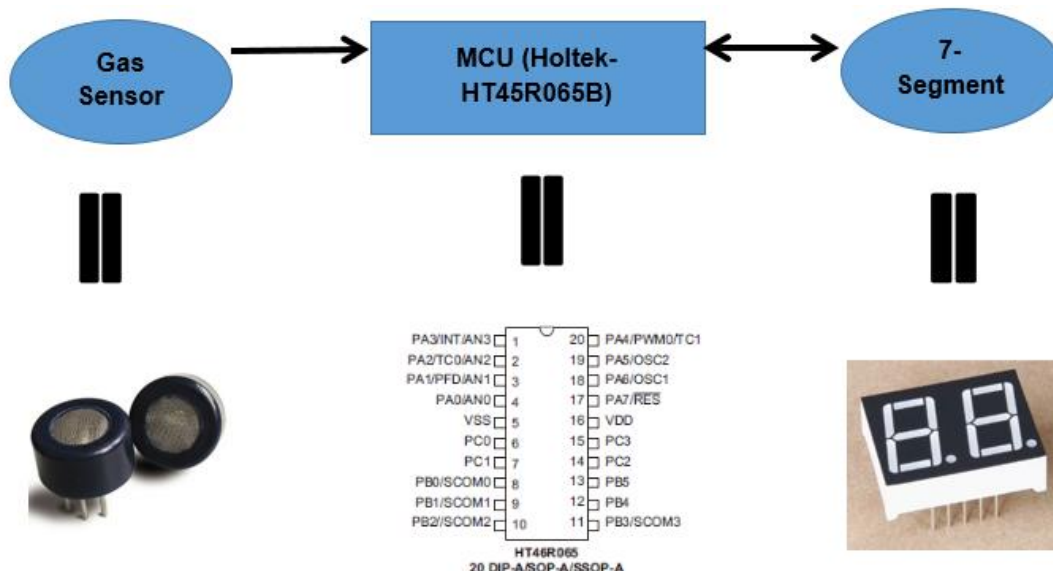 Gas
Sensor
MCU (Holtek-
HT45R065B)
7-
Segment
PA3/INT/AN3 1 20 PA4/PWM0/TC1
PA2/TC0/AN2 2 19 PA5/OSC2
PA1/PFD/AN1 3 18 PA6/OSC1
PA0/AN0 4 17 PA7/RES
VSS 5 16 VDD
PC0 6 15 PC3
PC1 7 14 PC2
PB0/SCOM0 8 13 PB5
PB1/SCOM1 9 12 PB4
PB2//SCOM2 10 11 PB3/SCOM3
HT46R065
20 DIP-A/SOP-A/SSOP-A